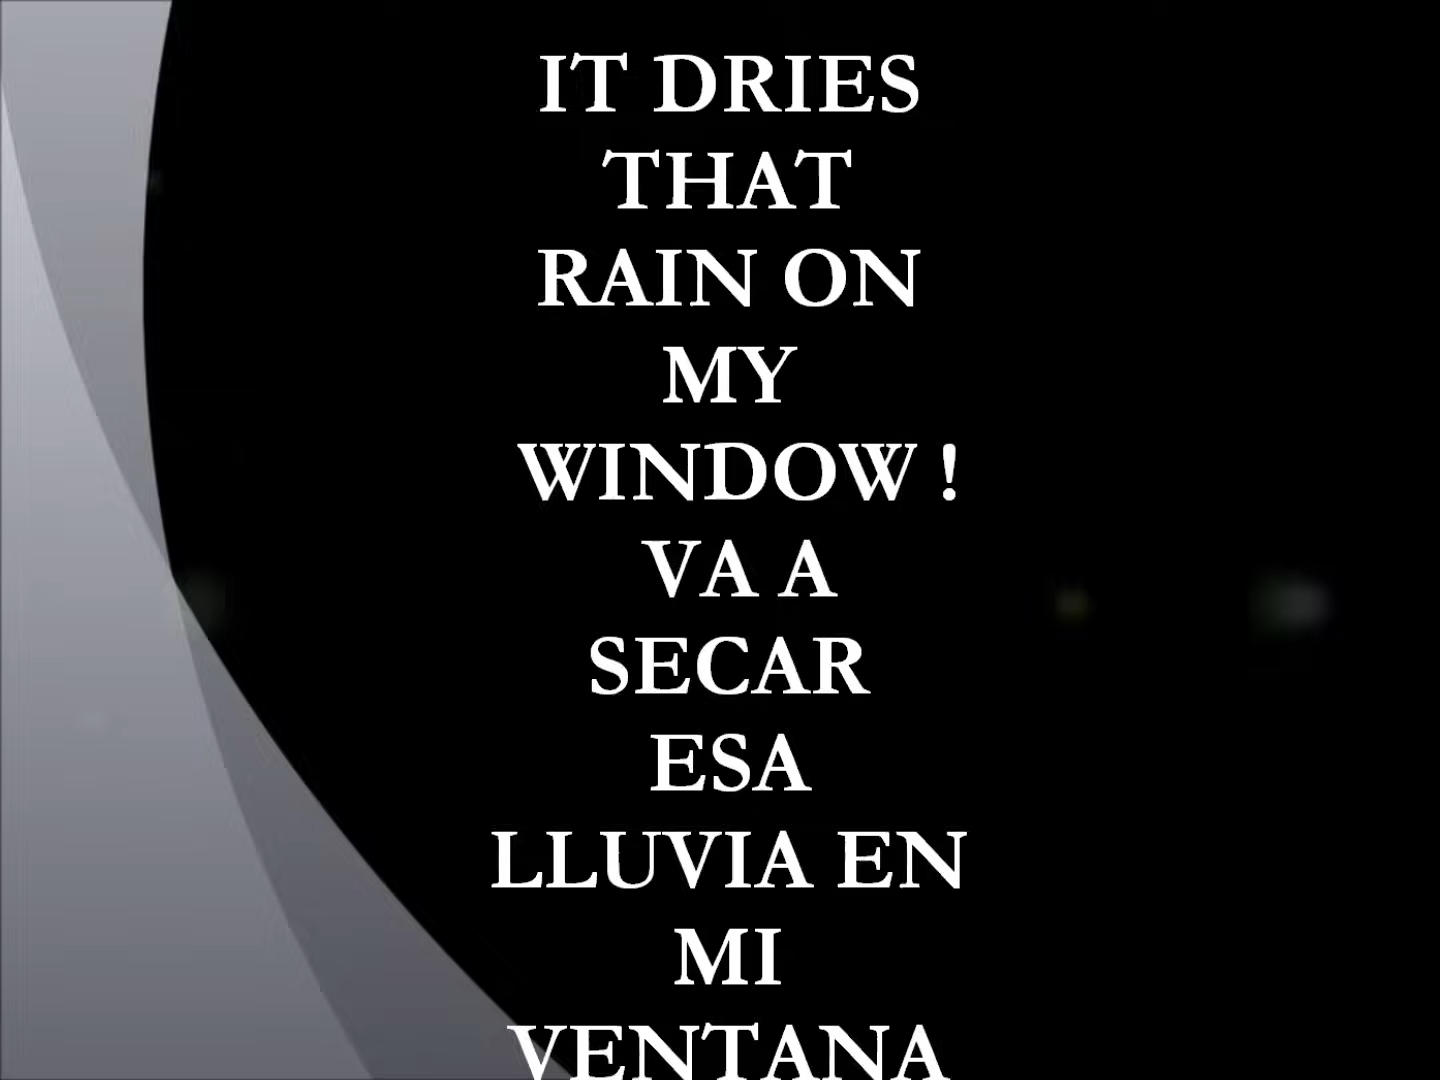 IT DRIES
THAT
RAIN ON
MY
WINDOW !
VA A
SECAR
ESA
LLUVIA EN
MI
VENTANA